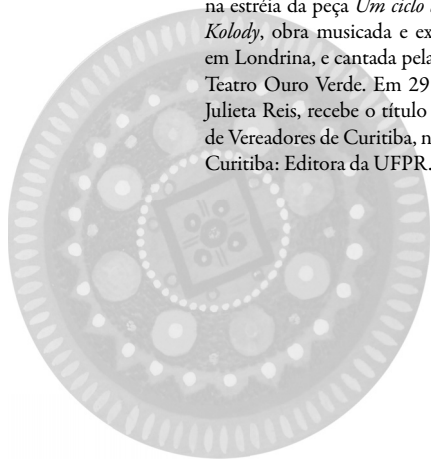 na estréia da peça Um ciclo
Kolody, obra musicada e ex
em Londrina, e cantada pela
Teatro Ouro Verde. Em 29
Julieta Reis, recebe o título
de Vereadores de Curitiba, n
Curitiba: Editora da UFPR.